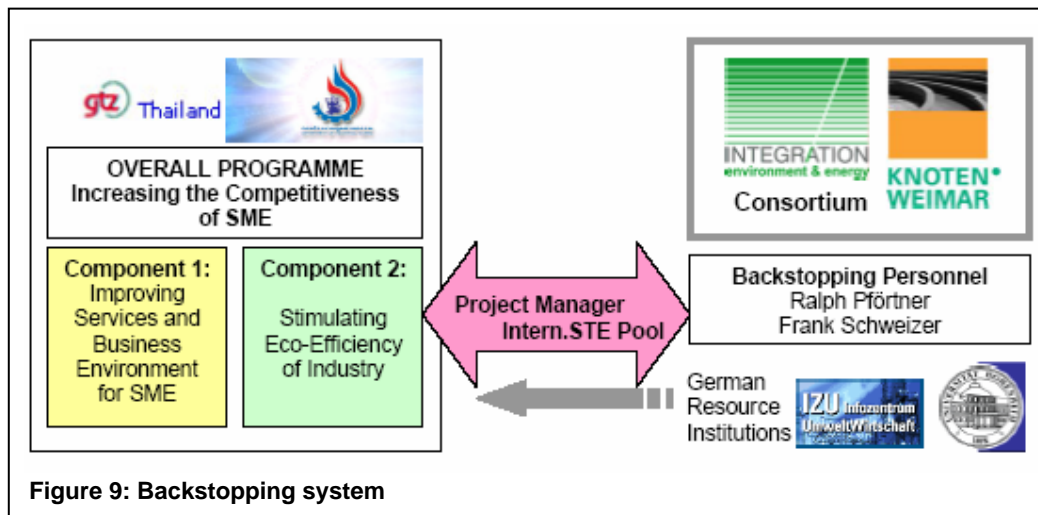 gtz Thailand
OVERALL PROGRAMME
Increasing the Competitiveness
of SME
Component 1:
Improving
Services and
Business
Environment
for SME
Component 2:
Stimulating
Eco-Efficiency
of Industry
Project Manager
Intern.STE Pool
INTEGRATION
environment & energy
Consortium
KNOTEN
WEIMAR
Backstopping Personnel
Ralph Pförtner
Frank Schweizer
German
Resource
Institutions
IZU Infozentrum
UmweltWirtschaft
Figure 9: Backstopping system